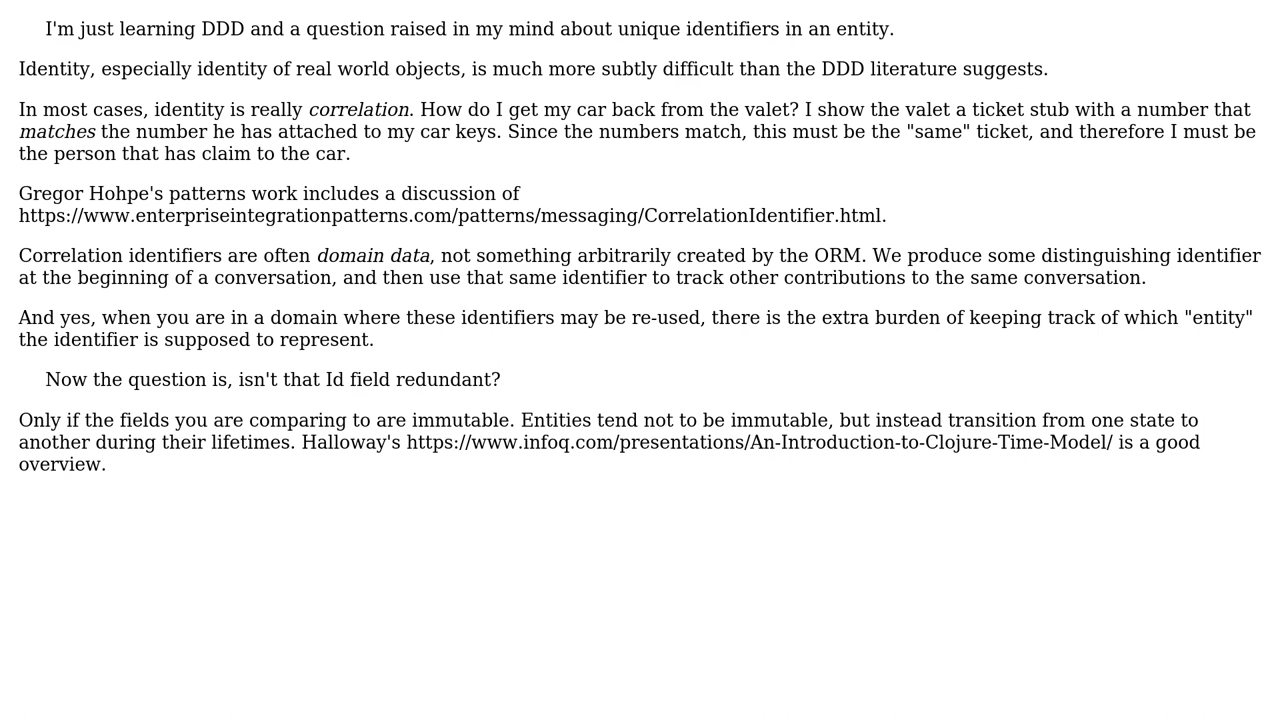 I'm just learning DDD and a question raised in my mind about unique identifiers in an entity.
Identity, especially identity of real world objects, is much more subtly difficult than the DDD literature suggests.
In most cases, identity is really correlation. How do I get my car back from the valet? I show the valet a ticket stub with a number that
matches the number he has attached to my car keys. Since the numbers match, this must be the "same" ticket, and therefore I must be
the person that has claim to the car.
Gregor Hohpe's patterns work includes a discussion of
https://www.enterpriseintegrationpatterns.com/patterns/messaging/CorrelationIdentifier.html.
Correlation identifiers are often domain data, not something arbitrarily created by the ORM. We produce some distinguishing identifier
at the beginning of a conversation, and then use that same identifier to track other contributions to the same conversation.
And yes, when you are in a domain where these identifiers may be re-used, there is the extra burden of keeping track of which "entity"
the identifier is supposed to represent.
Now the question is, isn't that Id field redundant?
Only if the fields you are comparing to are immutable. Entities tend not to be immutable, but instead transition from one state to
another during their lifetimes. Halloway's https://www.infoq.com/presentations/An-Introduction-to-Clojure-Time-Model/ is a good
overview.